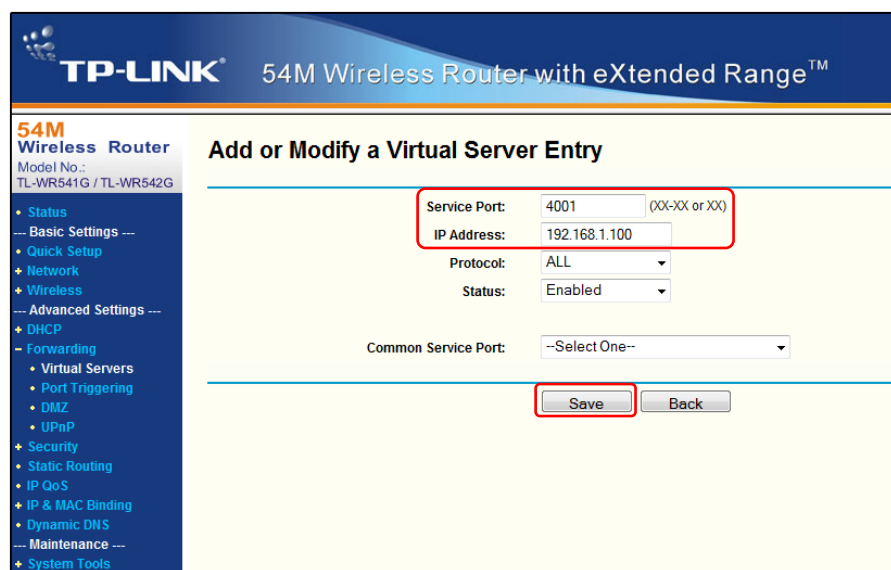 TP-LINK® 54M Wireless Router with eXtended Range™
54M
Wireless Router
Model No.:
TL-WR541G / TL-WR542G
• Status
--- Basic Settings ---
• Quick Setup
+ Network
+ Wireless
--- Advanced Settings ---
+ DHCP
– Forwarding
• Virtual Servers
• Port Triggering
• DMZ
• UPnP
+ Security
• Static Routing
• IP QoS
+ IP & MAC Binding
• Dynamic DNS
--- Maintenance ---
+ System Tools
Add or Modify a Virtual Server Entry
Service Port: 4001 (XX-XX or XX)
IP Address: 192.168.1.100
Protocol: ALL
Status: Enabled
Common Service Port: --Select One--
Save Back